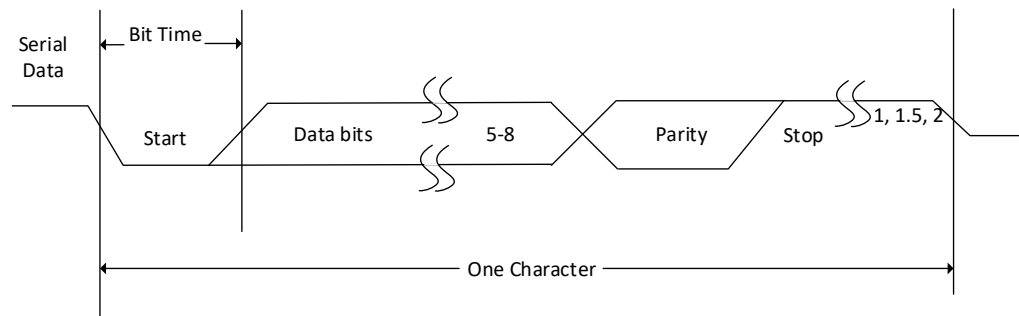 Serial
Data
Bit Time
Start
Data bits
5-8
Parity
Stop
1, 1.5, 2
One Character